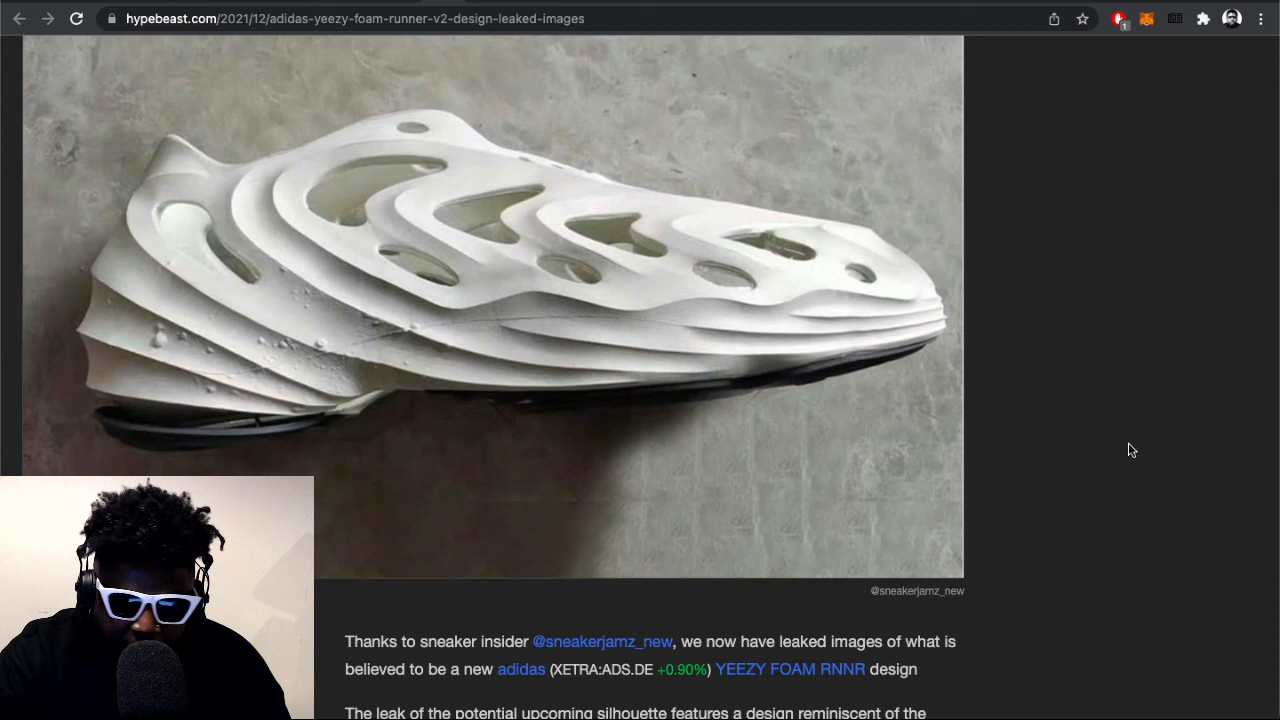 hypebeast.com/2021/12/adidas-yeezy-foam-runner-v2-design-leaked-images
1
@sneakerjamz_new
Thanks to sneaker insider @sneakerjamz_new, we now have leaked images of what is
believed to be a new adidas (XETRA:ADS.DE +0.90%) YEEZY FOAM RNNR design
The leak of the potential upcoming silhouette features a design reminiscent of the